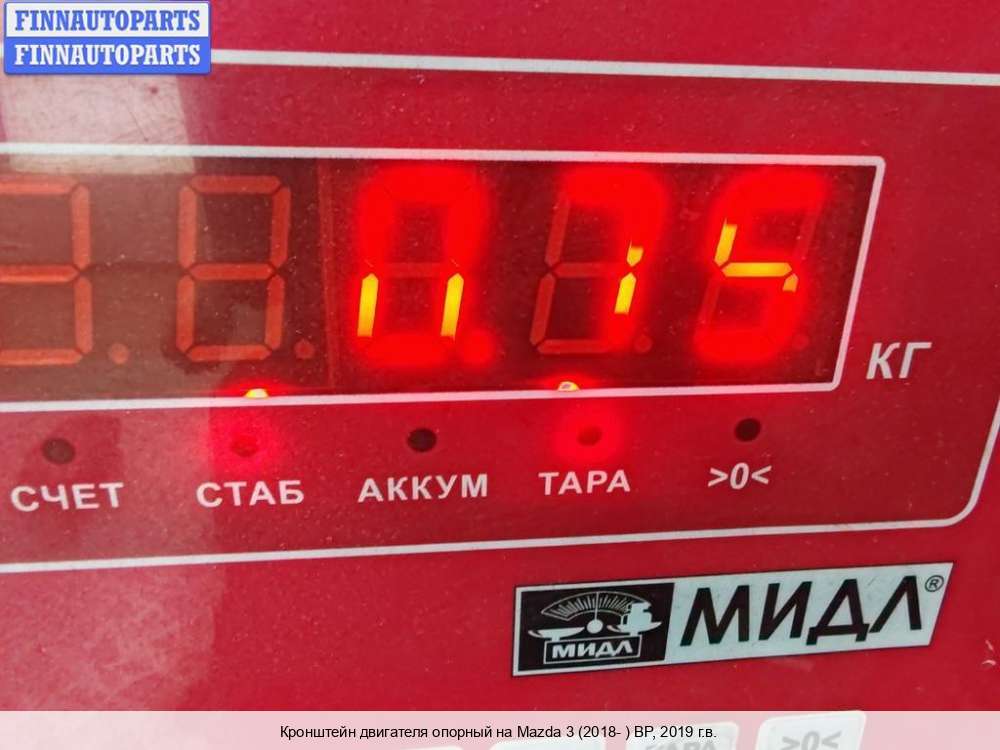 FINNAUTOPARTS
FINNAUTOPARTS
КГ
СЧЕТ СТАБ АККУМ ТАРА >0<
МИДЛ МИДЛ®
>0<
Кронштейн двигателя опорный на Mazda 3 (2018- ) BP, 2019 г.в.